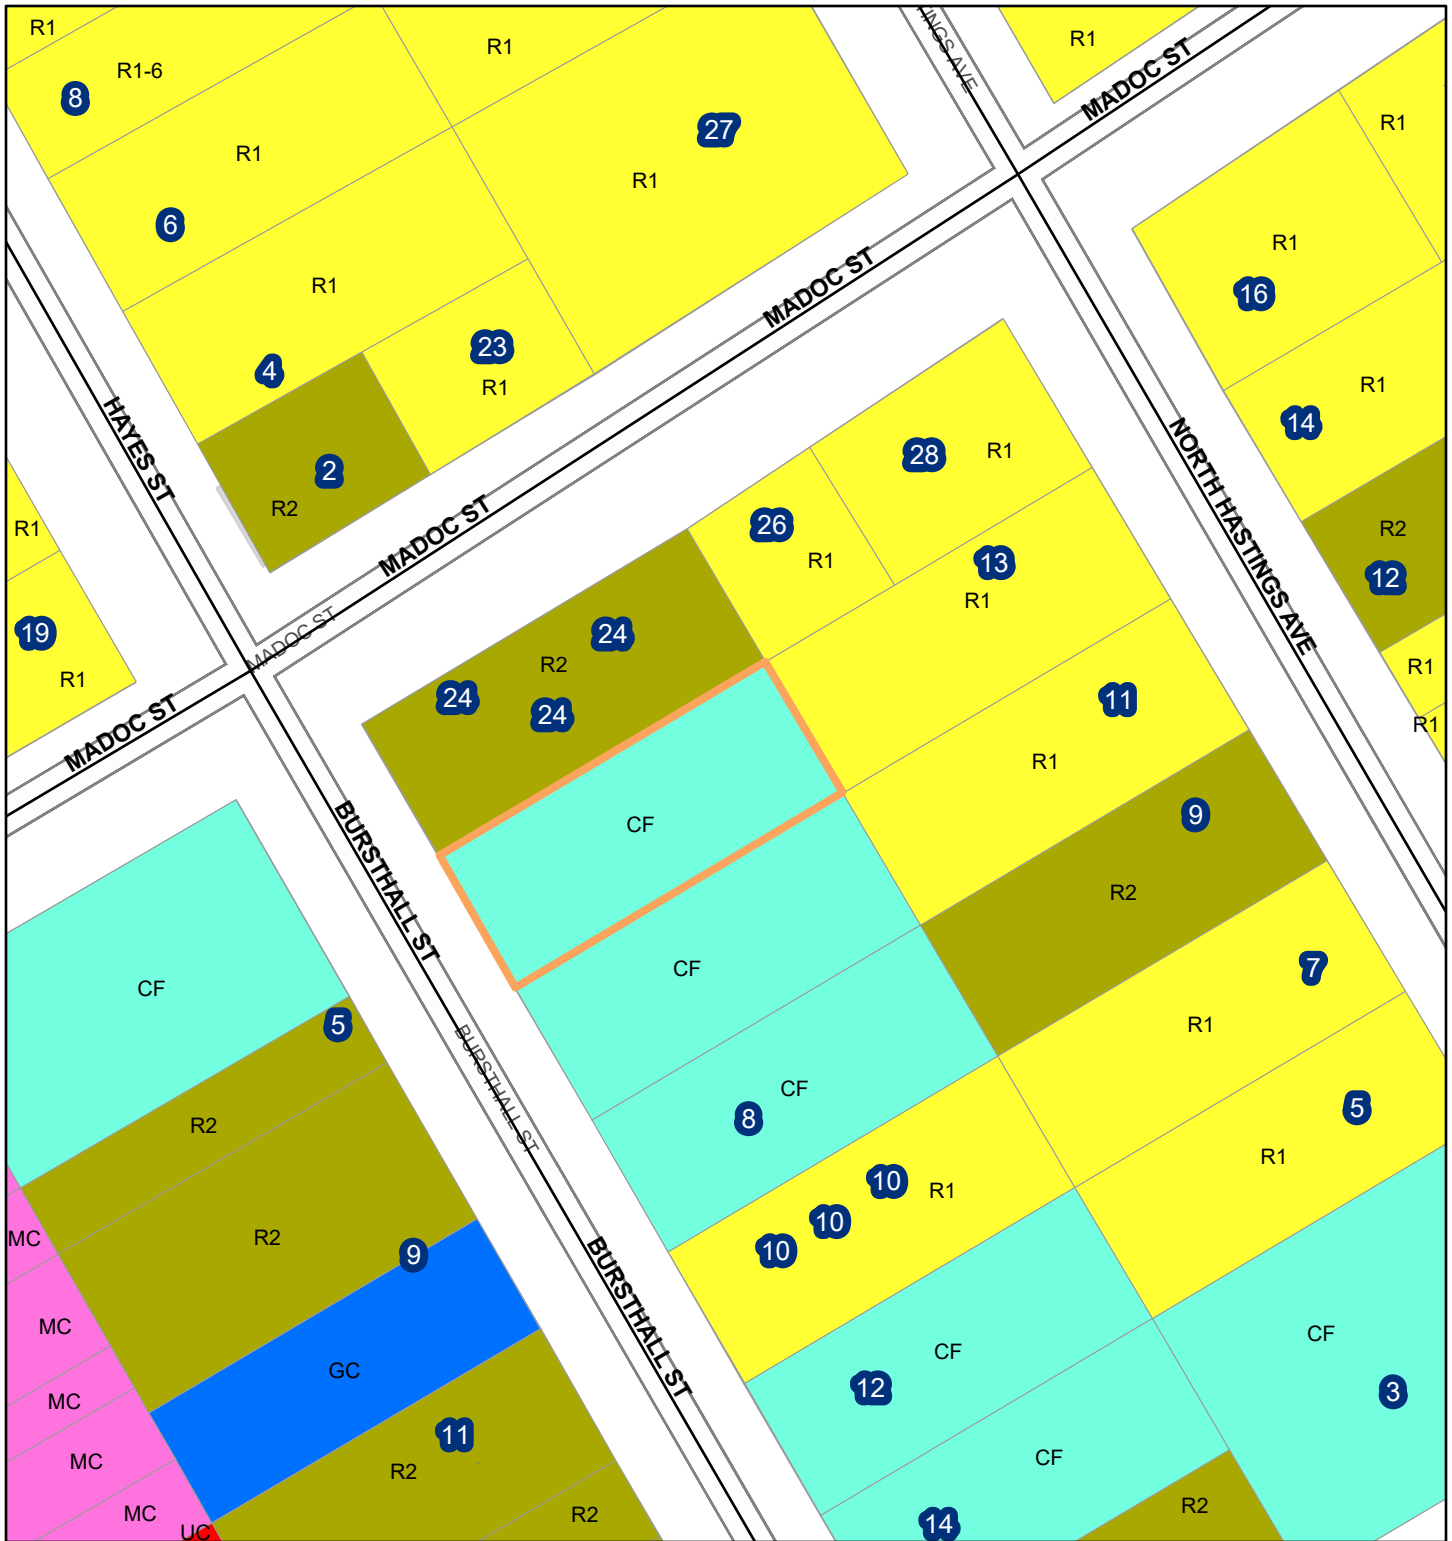 R1
R1-6
8
R1
R1
MADOC ST
R1
27
R1
R1
6
R1
16
R1
MADOC ST
4
23
R1
R1
14
HAYES ST
2
R2
28
R1
NORTH HASTINGS AVE
R2
12
MADOC ST
26
R1
13
R1
R1
19
R1
MADOC ST
24
R2
24
24
R1
R1
MADOC ST
11
R1
CF
9
R2
BURSTHALL ST
CF
7
R1
CF
5
BURSTHALL ST
CF
8
5
R1
R2
10
R1
10
10
R2
MC
9
BURSTHALL ST
MC
GC
CF
12
CF
3
MC
11
R2
MC
CF
MC
R2
R2
14
UC